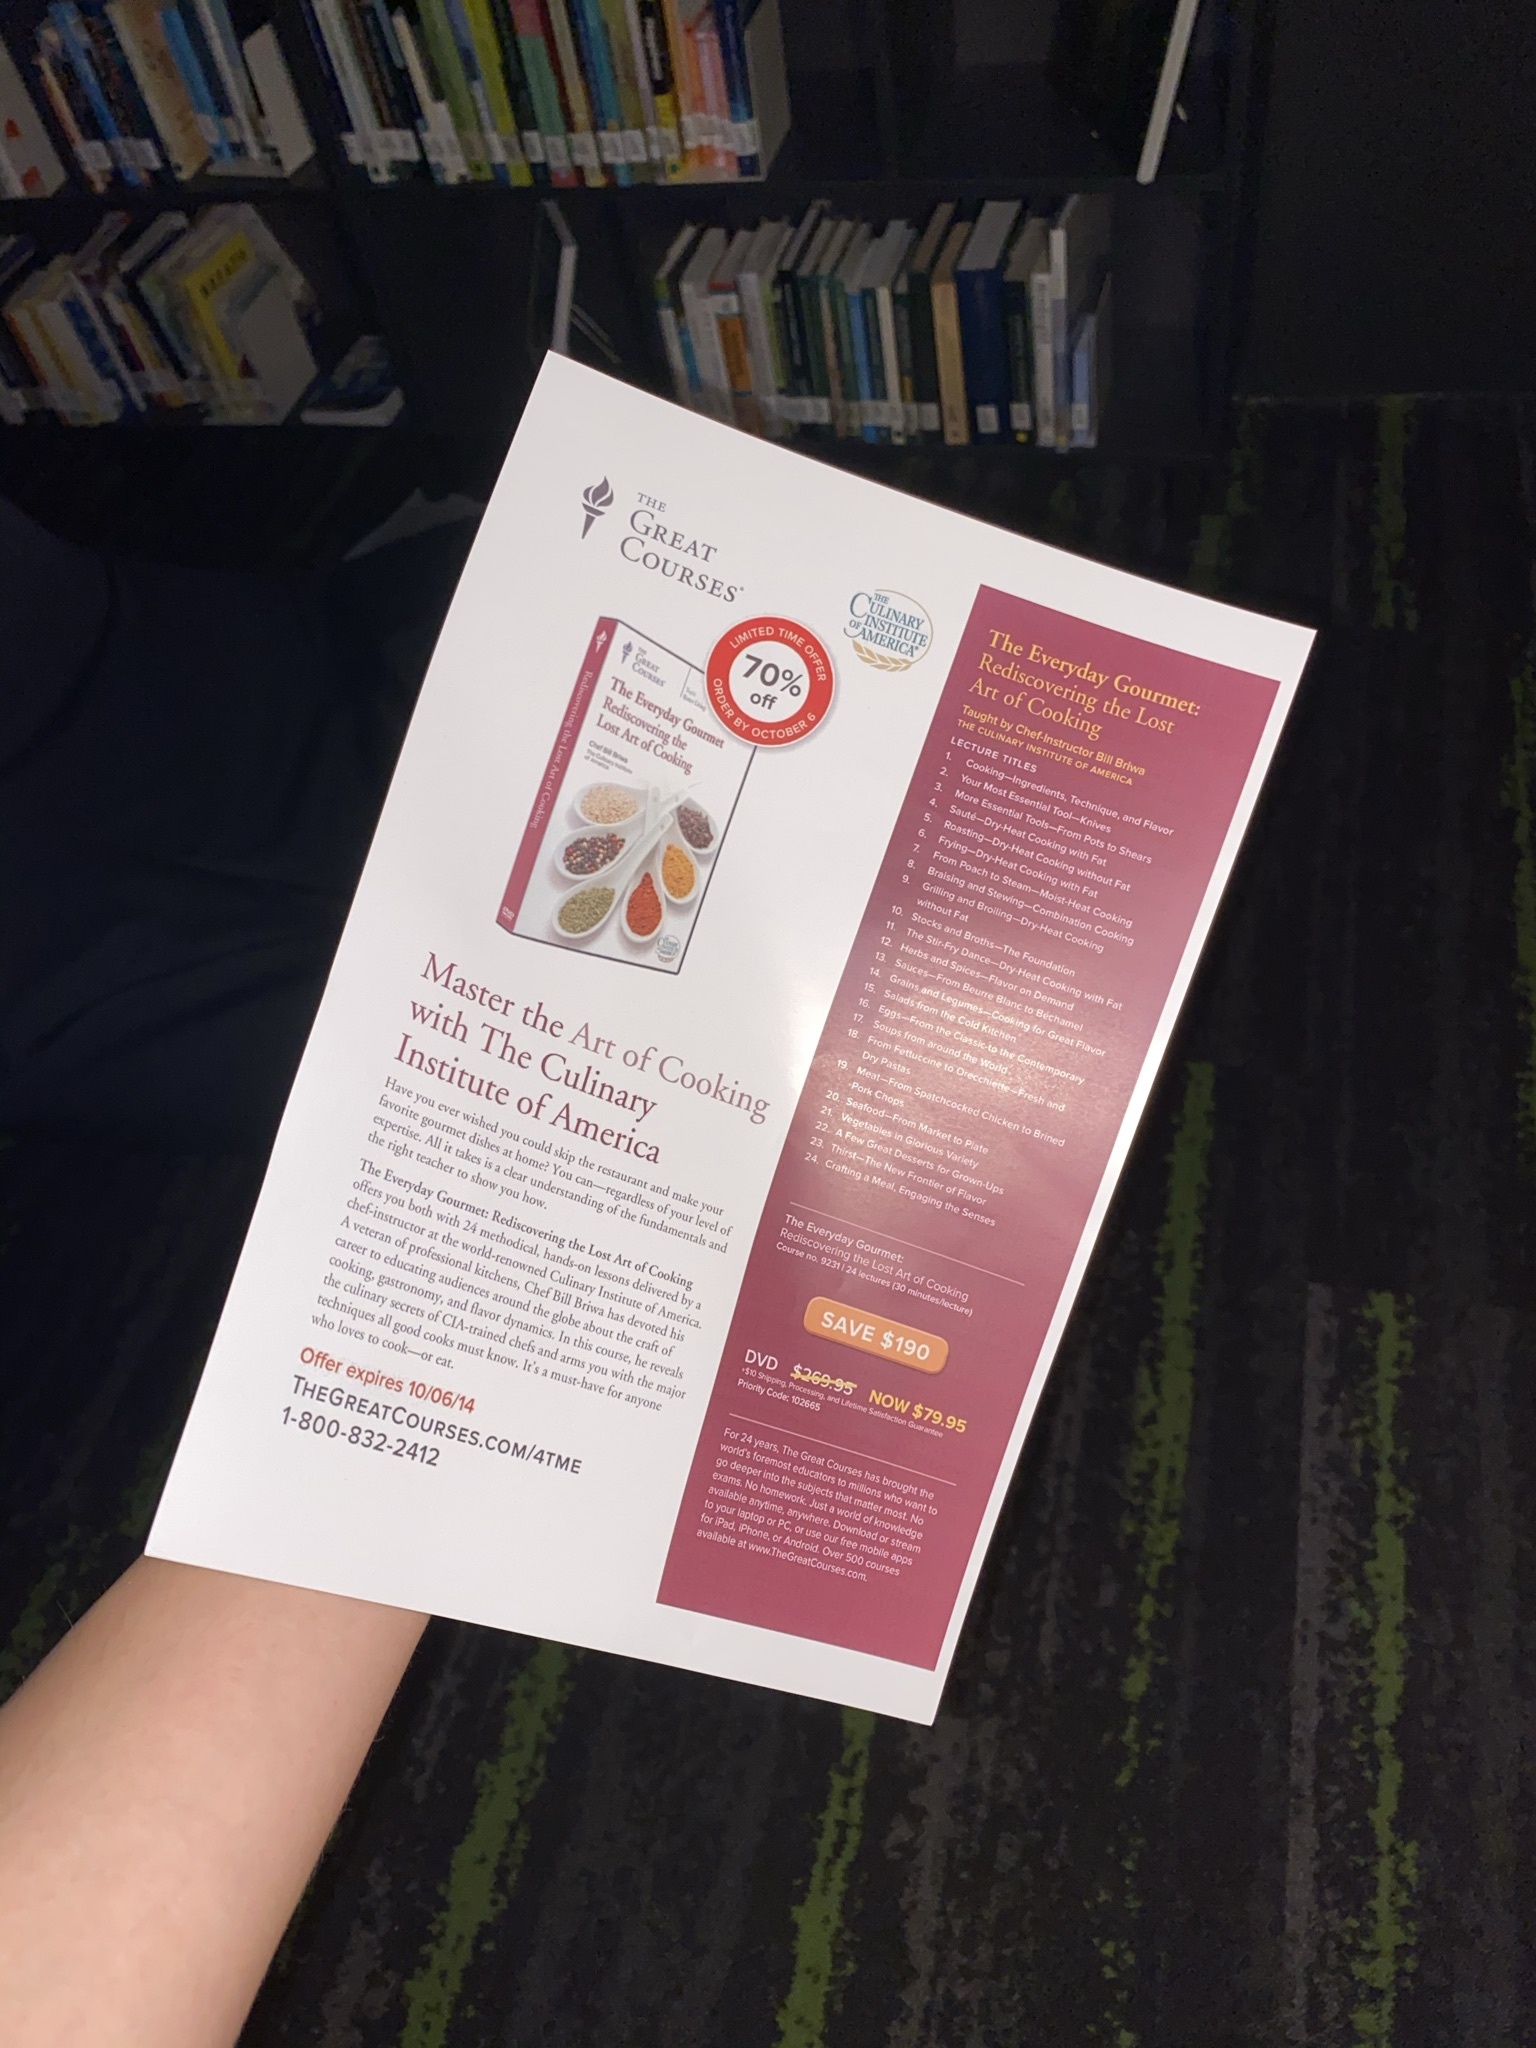 THE
GREAT
COURSES®
THE
CULINARY
INSTITUTE
OF
AMERICA®
LIMITED TIME OFFER
70%
off
ORDER BY OCTOBER 6
Rediscovering the Lost Art of Cooking
THE
GREAT
COURSES
The Everyday Gourmet
Rediscovering the
Lost Art of Cooking
Chef Bill Briwa
The Culinary Institute
of America
Master the Art of Cooking
with The Culinary
Institute of America
Have you ever wished you could skip the restaurant and make your
favorite gourmet dishes at home? You can—regardless of your level of
expertise. All it takes is a clear understanding of the fundamentals and
the right teacher to show you how.
The Everyday Gourmet: Rediscovering the Lost Art of Cooking
offers you both with 24 methodical, hands-on lessons delivered by a
chef-instructor at the world-renowned Culinary Institute of America.
A veteran of professional kitchens, Chef Bill Briwa has devoted his
career to educating audiences around the globe about the craft of
cooking, gastronomy, and flavor dynamics. In this course, he reveals
the culinary secrets of CIA-trained chefs and arms you with the major
techniques all good cooks must know. It's a must-have for anyone
who loves to cook—or eat.
Offer expires 10/06/14
THEGREATCOURSES.COM/4TME
1-800-832-2412
The Everyday Gourmet:
Rediscovering the Lost
Art of Cooking
Taught by Chef-Instructor Bill Briwa
THE CULINARY INSTITUTE OF AMERICA
LECTURE TITLES
1. Cooking—Ingredients, Technique, and Flavor
2. Your Most Essential Tool—Knives
3. More Essential Tools—From Pots to Shears
4. Sauté—Dry-Heat Cooking with Fat
5. Roasting—Dry-Heat Cooking without Fat
6. Frying—Dry-Heat Cooking with Fat
7. From Poach to Steam—Moist-Heat Cooking
8. Braising and Stewing—Combination Cooking
9. Grilling and Broiling—Dry-Heat Cooking
without Fat
10. Stocks and Broths—The Foundation
11. The Stir-Fry Dance—Dry-Heat Cooking with Fat
12. Herbs and Spices—Flavor on Demand
13. Sauces—From Beurre Blanc to Béchamel
14. Grains and Legumes—Cooking for Great Flavor
15. Salads from the Cold Kitchen
16. Eggs—From the Classic to the Contemporary
17. Soups from around the World
18. From Fettuccine to Orecchiette—Fresh and
Dry Pastas
19. Meat—From Spatchcocked Chicken to Brined
Pork Chops
20. Seafood—From Market to Plate
21. Vegetables in Glorious Variety
22. A Few Great Desserts for Grown-Ups
23. Thirst—The New Frontier of Flavor
24. Crafting a Meal, Engaging the Senses
The Everyday Gourmet:
Rediscovering the Lost Art of Cooking
Course no. 9231 | 24 lectures (30 minutes/lecture)
SAVE $190
DVD $269.95 NOW $79.95
+$10 Shipping, Processing, and Lifetime Satisfaction Guarantee
Priority Code: 102665
For 24 years, The Great Courses has brought the
world's foremost educators to millions who want to
go deeper into the subjects that matter most. No
exams. No homework. Just a world of knowledge
available anytime, anywhere. Download or stream
to your laptop or PC, or use our free mobile apps
for iPad, iPhone, or Android. Over 500 courses
available at www.TheGreatCourses.com.